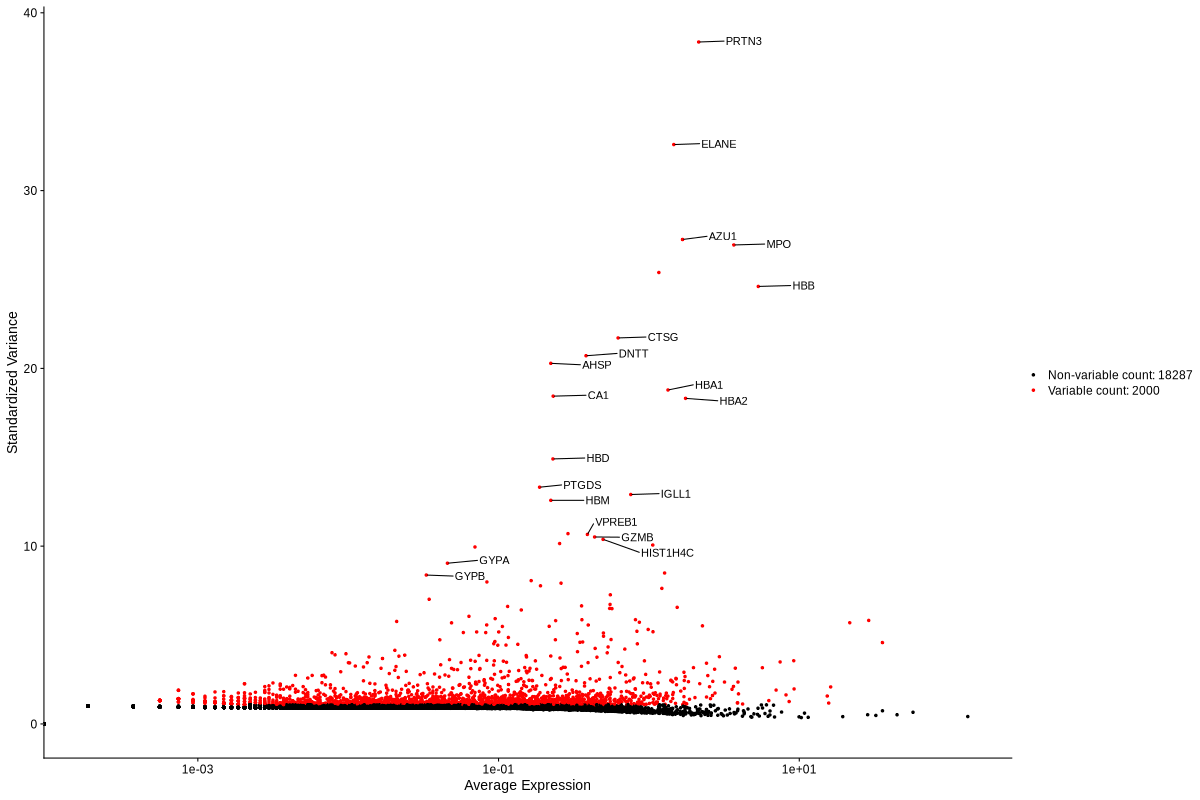 40
PRTN3
ELANE
30
AZU1
MPO
HBB
CTSG
DNTT
20
AHSP
CA1
HBA1
HBA2
HBD
PTGDS
IGLL1
HBM
VPREB1
GZMB
10
HIST1H4C
GYPA
GYPB
0
Standardized Variance
1e-03
1e-01
1e+01
Average Expression
Non-variable count: 18287
Variable count: 2000